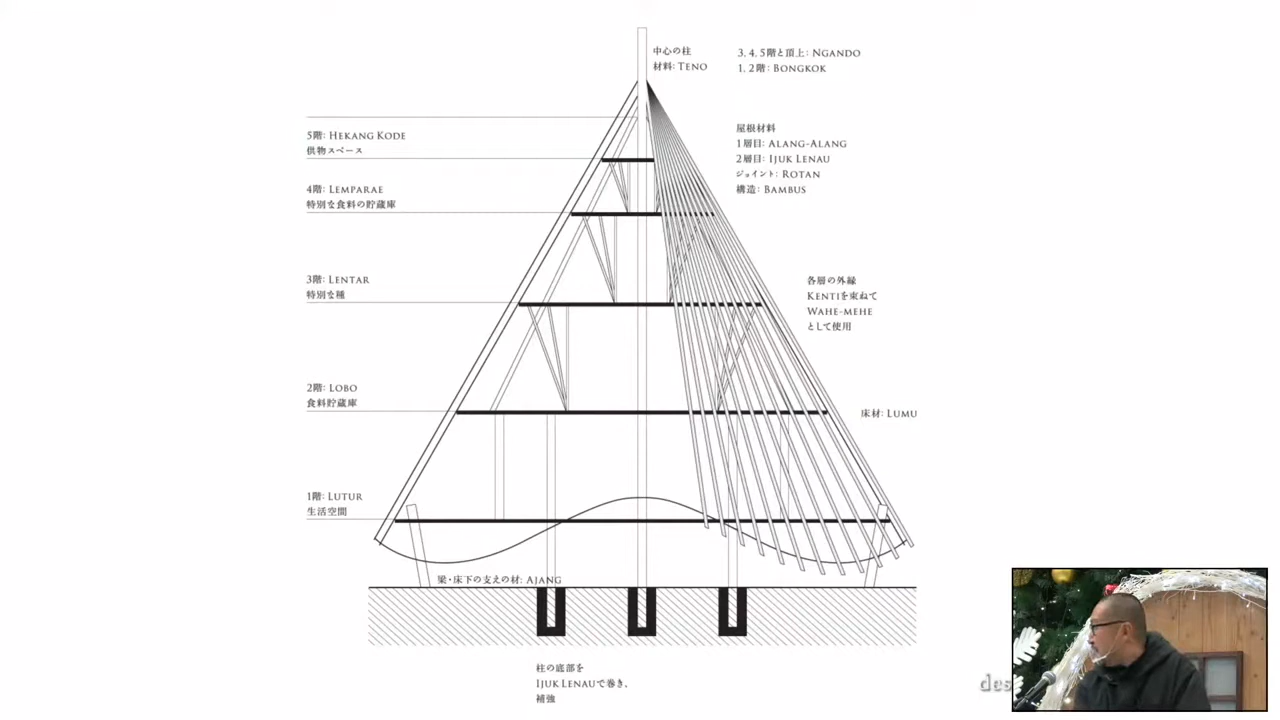 中心の柱
材料: TENO
3, 4, 5階と頂上: NGANDO
1, 2階: BONGKOK
5階: HEKANG KODE
供物スペース
屋根材料
1層目: ALANG-ALANG
2層目: IJUK LENAU
ジョイント: ROTAN
構造: BAMBUS
4階: LEMPARAE
特別な食料の貯蔵庫
3階: LENTAR
特別な種
各層の外縁
KENTIを束ねて
WAHE-MEHE
として使用
2階: LOBO
食料貯蔵庫
床材: LUMU
1階: LUTUR
生活空間
梁・床下の支えの材: AJANG
柱の底部を
IJUK LENAUで巻き,
補強
des